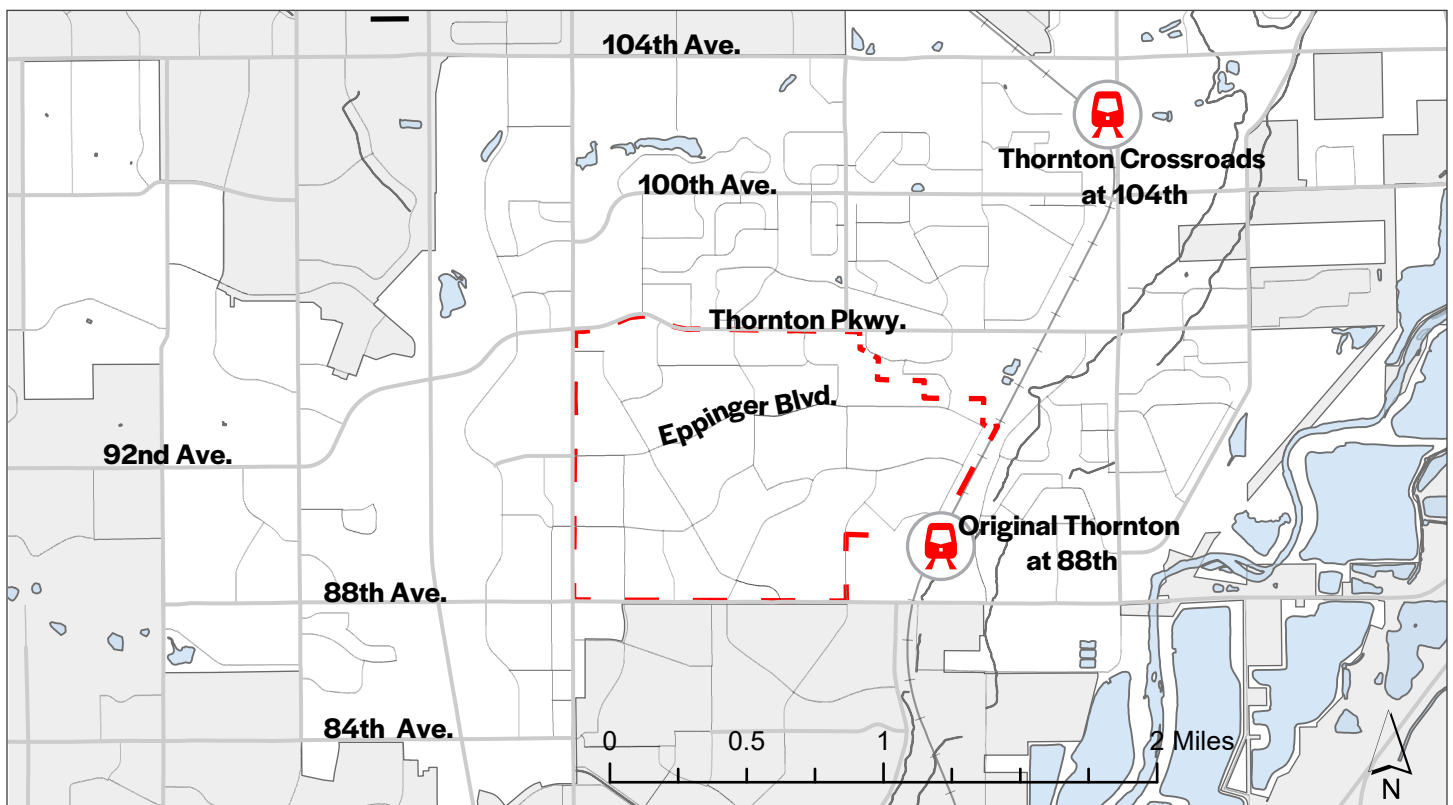 104th Ave.
Thornton Crossroads
at 104th
100th Ave.
Thornton Pkwy.
Eppinger Blvd.
92nd Ave.
Original Thornton
at 88th
88th Ave.
84th Ave.
0 0.5 1 2 Miles
N